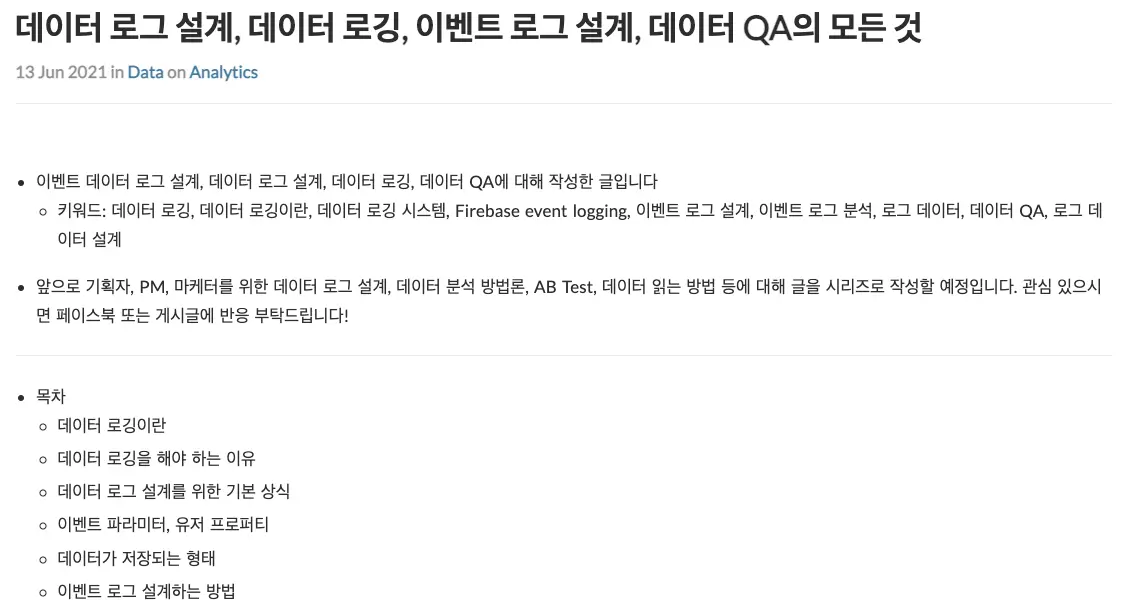 데이터 로그 설계, 데이터 로깅, 이벤트 로그 설계, 데이터 QA의 모든 것
13 Jun 2021 in Data on Analytics
이벤트 데이터 로그 설계, 데이터 로그 설계, 데이터 로깅, 데이터 QA에 대해 작성한 글입니다
키워드: 데이터 로깅, 데이터 로깅이란, 데이터 로깅 시스템, Firebase event logging, 이벤트 로그 설계, 이벤트 로그 분석, 로그 데이터, 데이터 QA, 로그 데
이터 설계
앞으로 기획자, PM, 마케터를 위한 데이터 로그 설계, 데이터 분석 방법론, AB Test, 데이터 읽는 방법 등에 대해 글을 시리즈로 작성할 예정입니다. 관심 있으시
면 페이스북 또는 게시글에 반응 부탁드립니다!
목차
데이터 로깅이란
데이터 로깅을 해야 하는 이유
데이터 로그 설계를 위한 기본 상식
이벤트 파라미터, 유저 프로퍼티
데이터가 저장되는 형태
이벤트 로그 설계하는 방법